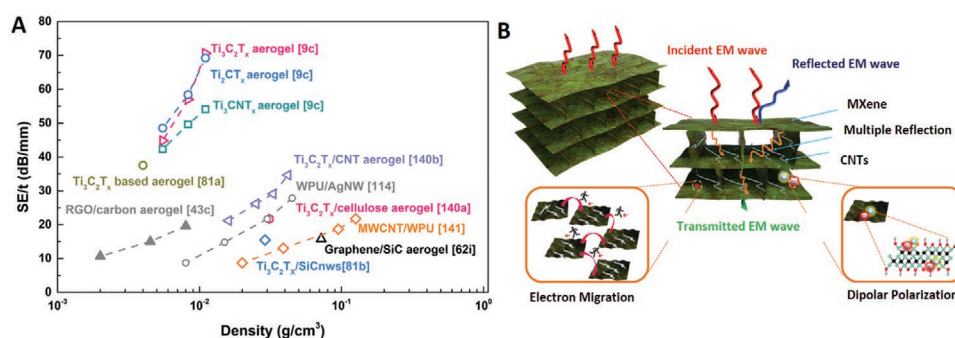 A
80
70
60
50
40
30
20
10
0
SE/t (dB/mm)
10⁻³
10⁻²
10⁻¹
10⁰
Density (g/cm³)
Ti₃C₂Tₓ aerogel [9c]
Ti₂CTₓ aerogel [9c]
Ti₃CNTₓ aerogel [9c]
Ti₃C₂Tₓ/CNT aerogel [140b]
Ti₃C₂Tₓ based aerogel [81a]
WPU/AgNW [114]
RGO/carbon aerogel [43c]
Ti₃C₂Tₓ/cellulose aerogel [140a]
MWCNT/WPU [141]
Graphene/SiC aerogel [62i]
Ti₃C₂Tₓ/SiCnws[81b]
B
Incident EM wave
Reflected EM wave
MXene
Multiple Reflection
CNTs
Transmitted EM wave
Electron Migration
Dipolar Polarization